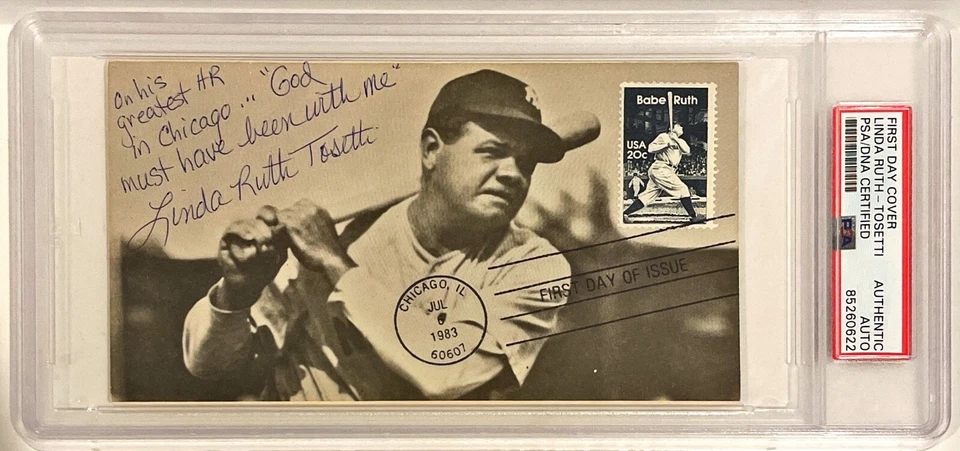 on his
greatest HR
in Chicago... "God
must have been with me"
Linda Ruth Tosetti
Babe Ruth
USA
20c
CHICAGO, IL
JUL
6
1983
60607
FIRST DAY OF ISSUE
FIRST DAY COVER
LINDA RUTH-TOSETTI AUTHENTIC
PSA/DNA CERTIFIED AUTO
85260622
PSA